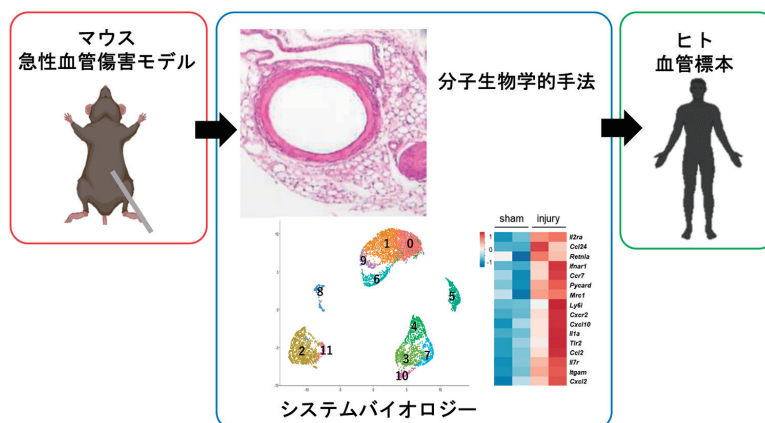 マウス
急性血管傷害モデル
分子生物学的手法
ヒト
血管標本
1 0
9
6
8
5
4
2 11
3 7
10
sham injury
1
0
-1
Il2ra
Ccl24
Retnla
Ifnar1
Ccr7
Pycard
Mrc1
Ly6i
Cxcr2
Cxcl10
Il1a
Tlr2
Ccl2
Il7r
Itgam
Cxcl2
システムバイオロジー